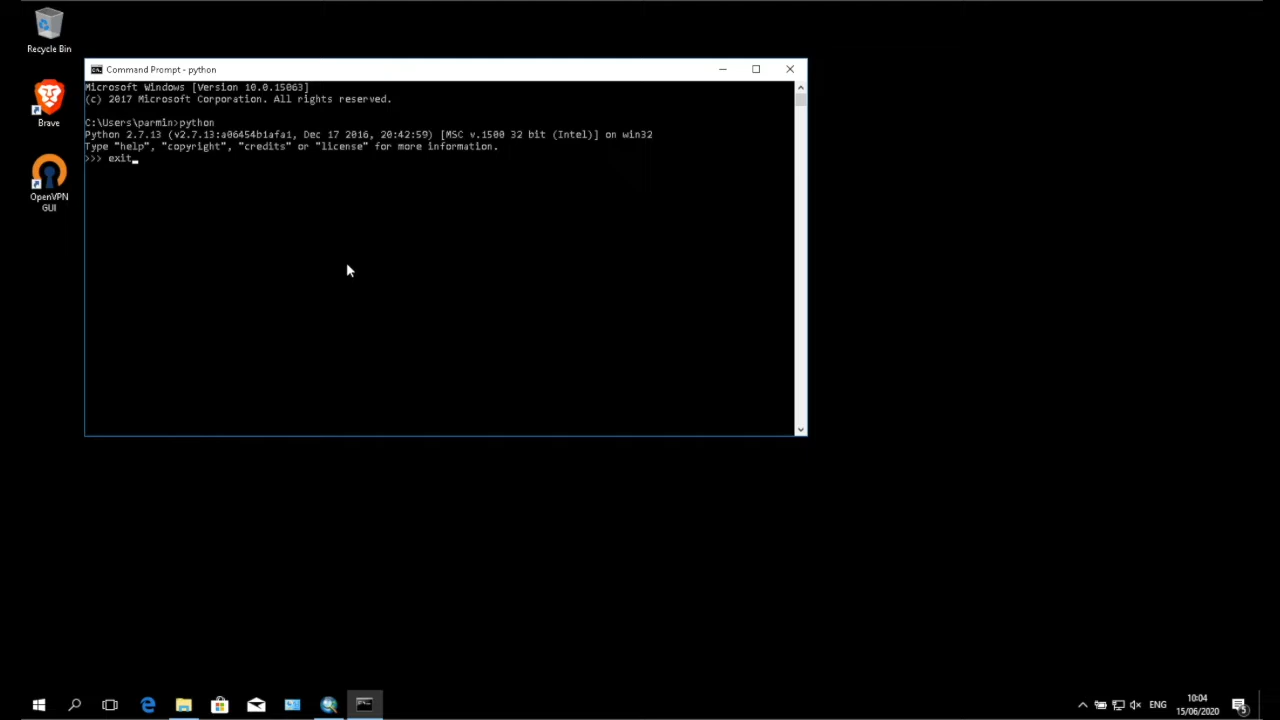 Recycle Bin
Brave
OpenVPN
GUI
Command Prompt - python
Microsoft Windows [Version 10.0.15063]
(c) 2017 Microsoft Corporation. All rights reserved.
C:\Users\parmin>python
Python 2.7.13 (v2.7.13:a06454b1afa1, Dec 17 2016, 20:42:59) [MSC v.1500 32 bit (Intel)] on win32
Type "help", "copyright", "credits" or "license" for more information.
>>> exit_
ENG
10:04
15/06/2020
5